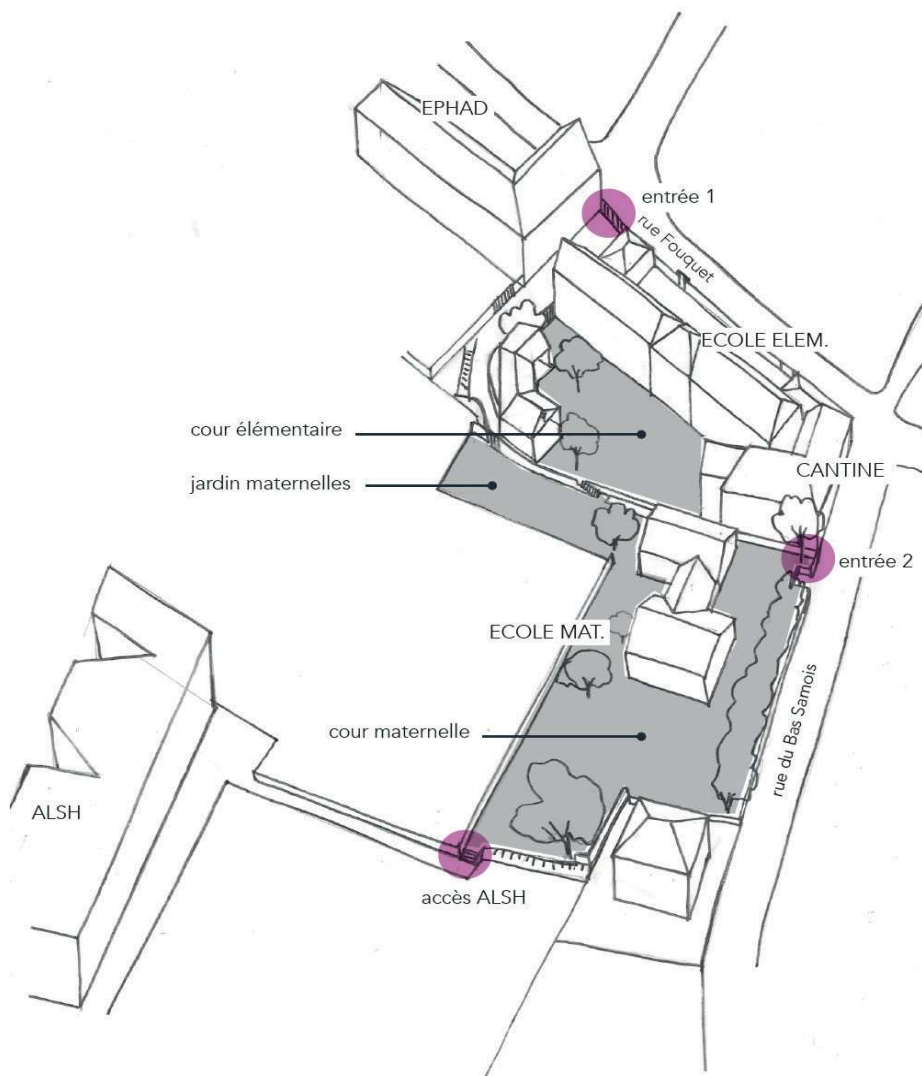 EPHAD
entrée 1
rue Fouquet
ECOLE ELEM.
cour élémentaire
CANTINE
jardin maternelles
entrée 2
ECOLE MAT.
cour maternelle
rue du Bas Samois
ALSH
accès ALSH